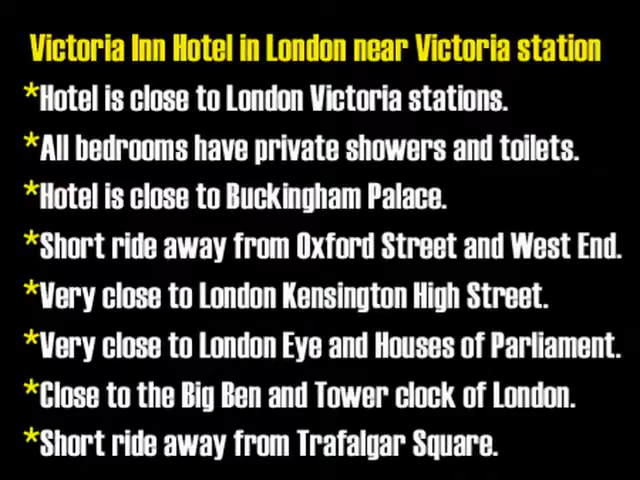 Victoria Inn Hotel in London near Victoria station
*Hotel is close to London Victoria stations.
*All bedrooms have private showers and toilets.
*Hotel is close to Buckingham Palace.
*Short ride away from Oxford Street and West End.
*Very close to London Kensington High Street.
*Very close to London Eye and Houses of Parliament.
*Close to the Big Ben and Tower clock of London.
*Short ride away from Trafalgar Square.